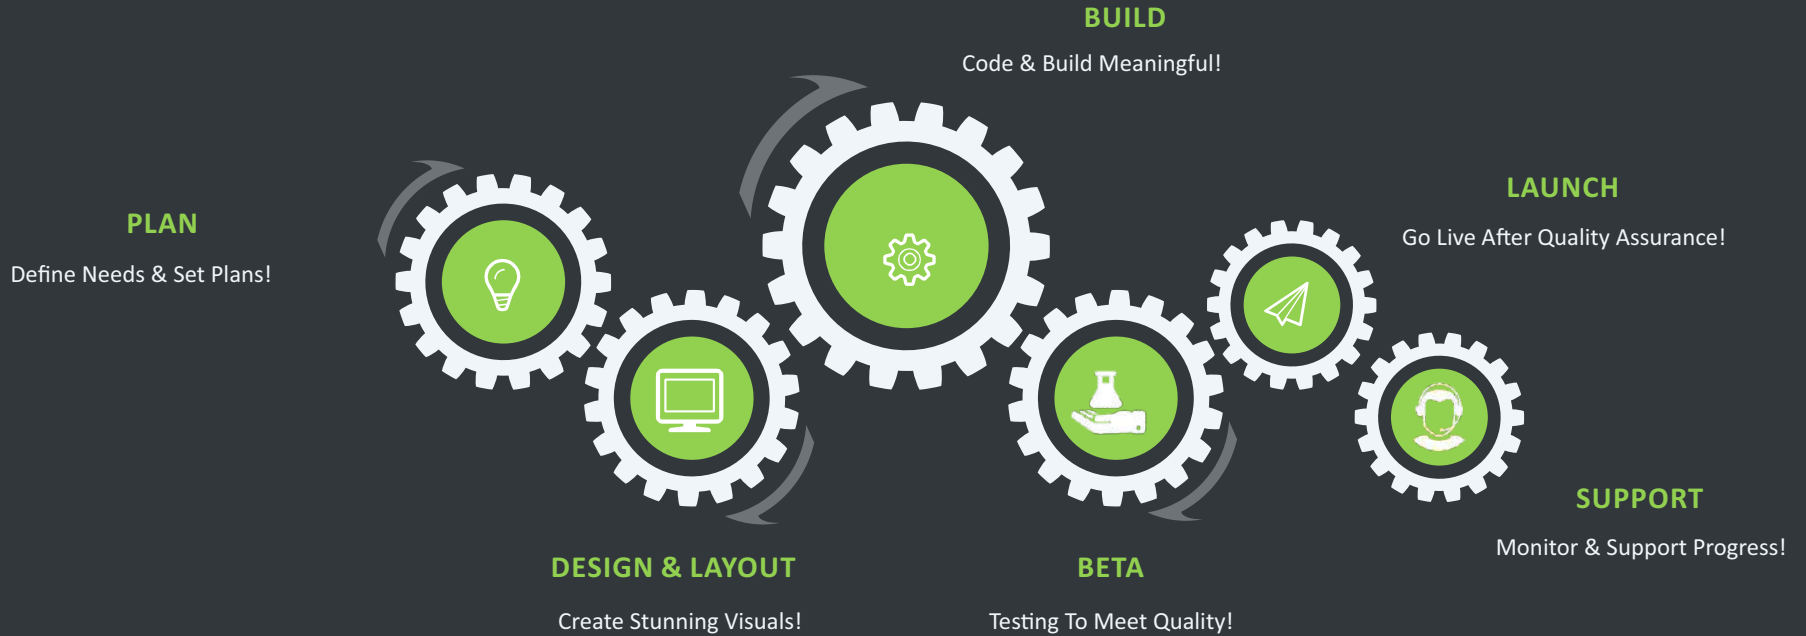 PLAN
Define Needs & Set Plans!
DESIGN & LAYOUT
Create Stunning Visuals!
BUILD
Code & Build Meaningful!
BETA
Testing To Meet Quality!
LAUNCH
Go Live After Quality Assurance!
SUPPORT
Monitor & Support Progress!